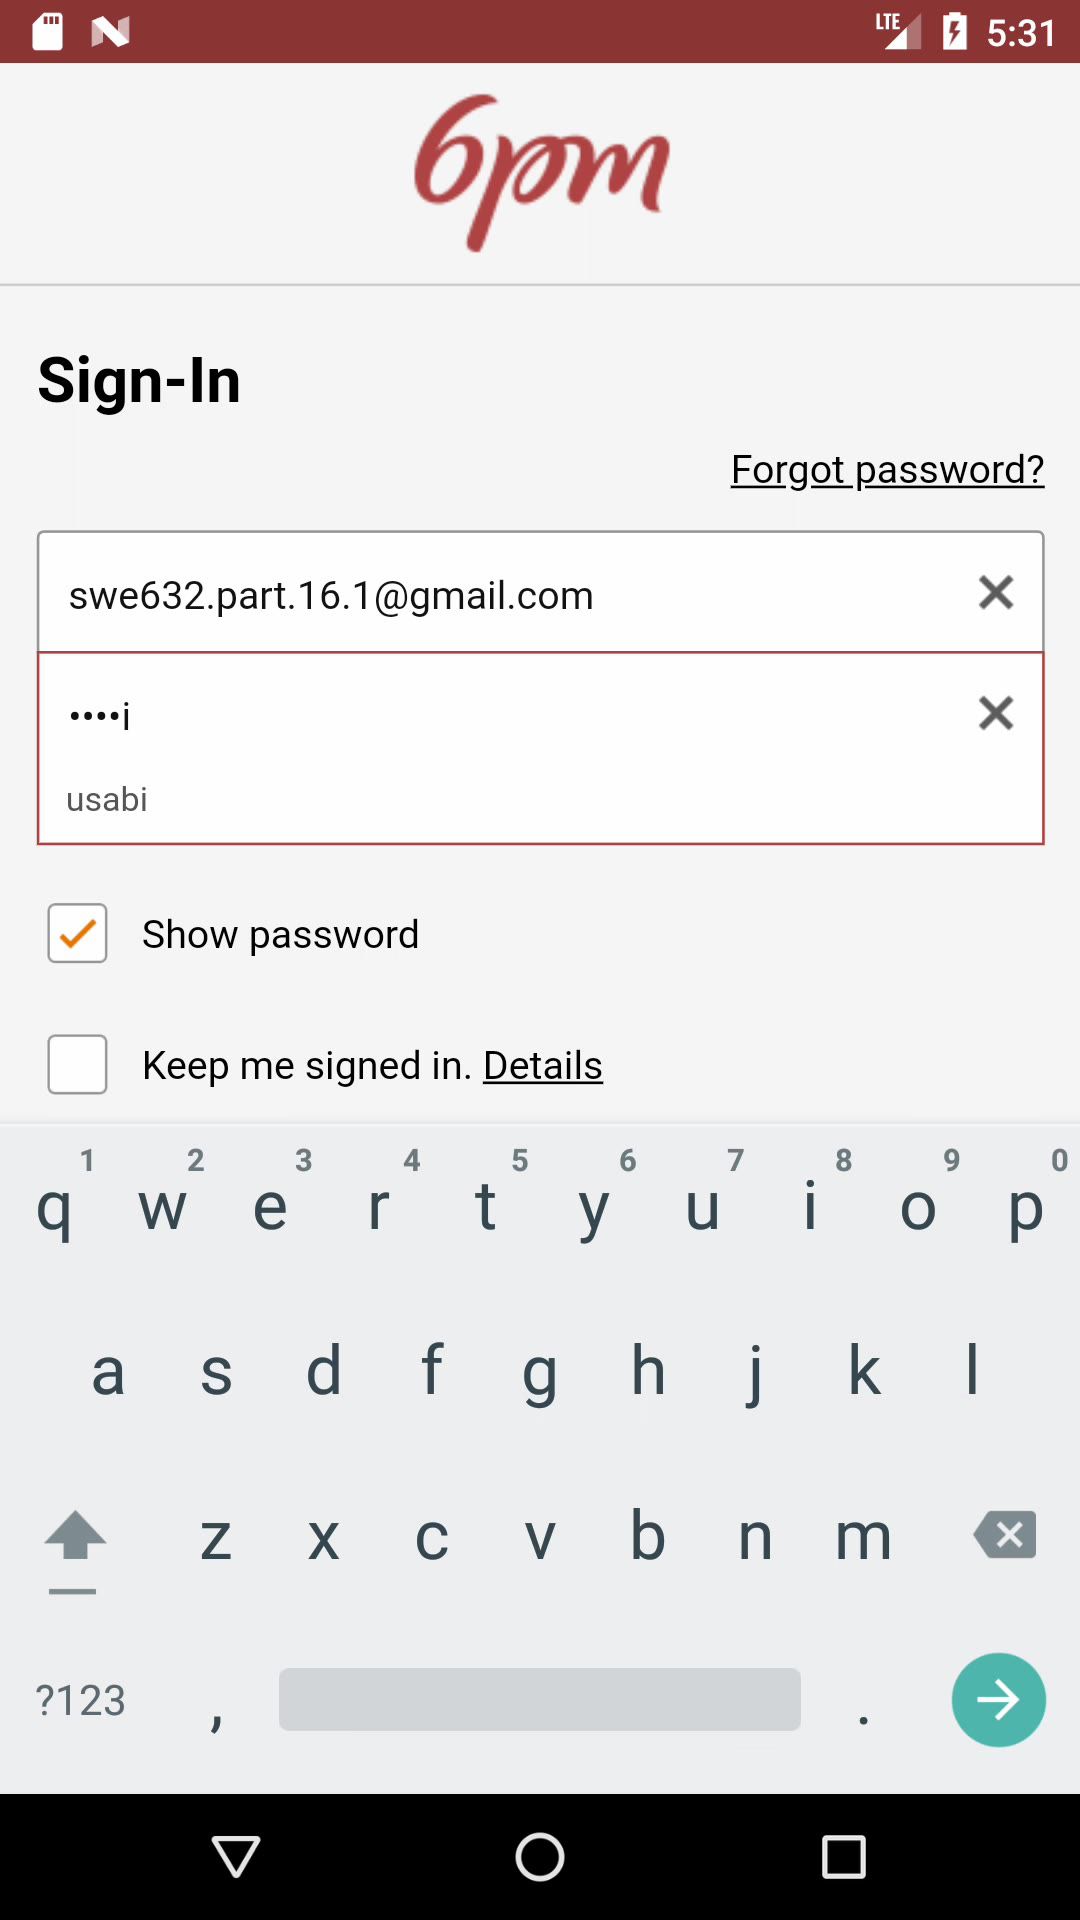 LTE 5:31
6pm
Sign-In
Forgot password?
swe632.part.16.1@gmail.com
••••i
usabi
Show password
Keep me signed in. Details
1 2 3 4 5 6 7 8 9 0
q w e r t y u i o p
a s d f g h j k l
z x c v b n m
?123 , .